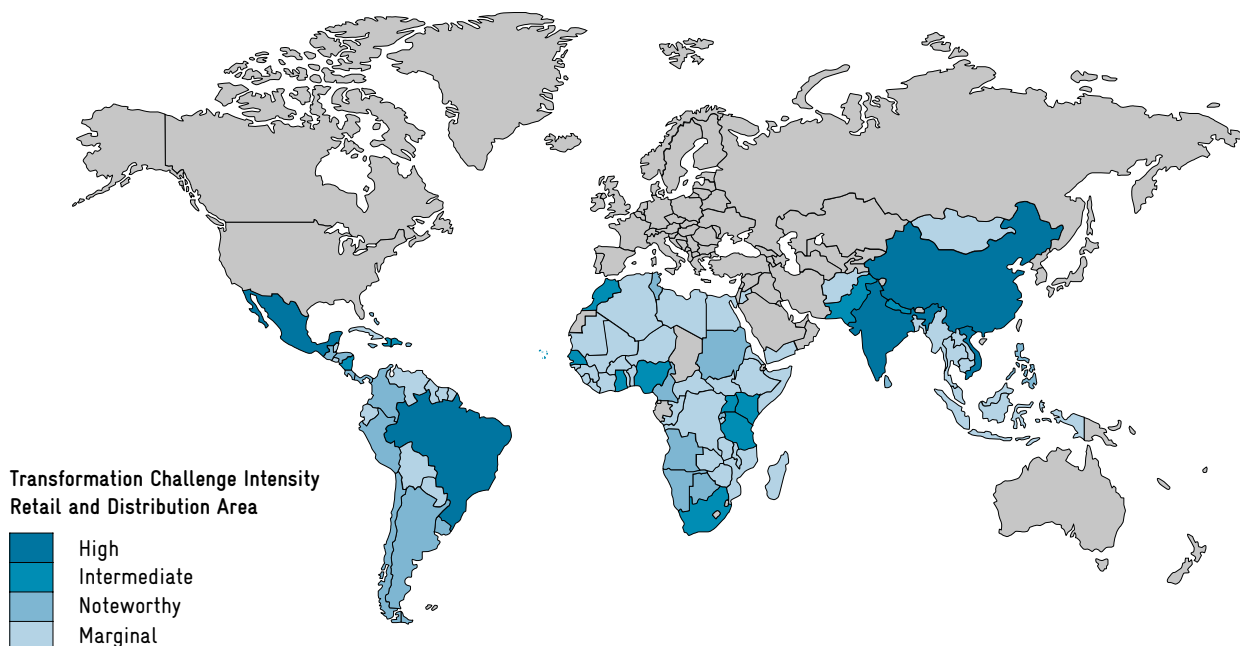 Transformation Challenge Intensity
Retail and Distribution Area
High
Intermediate
Noteworthy
Marginal